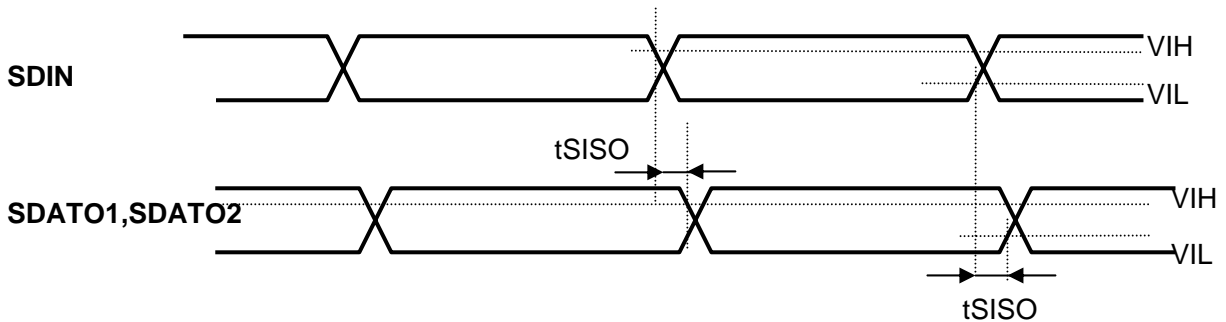 VIH
SDIN
VIL
tSISO
VIH
SDATO1,SDATO2
VIL
tSISO